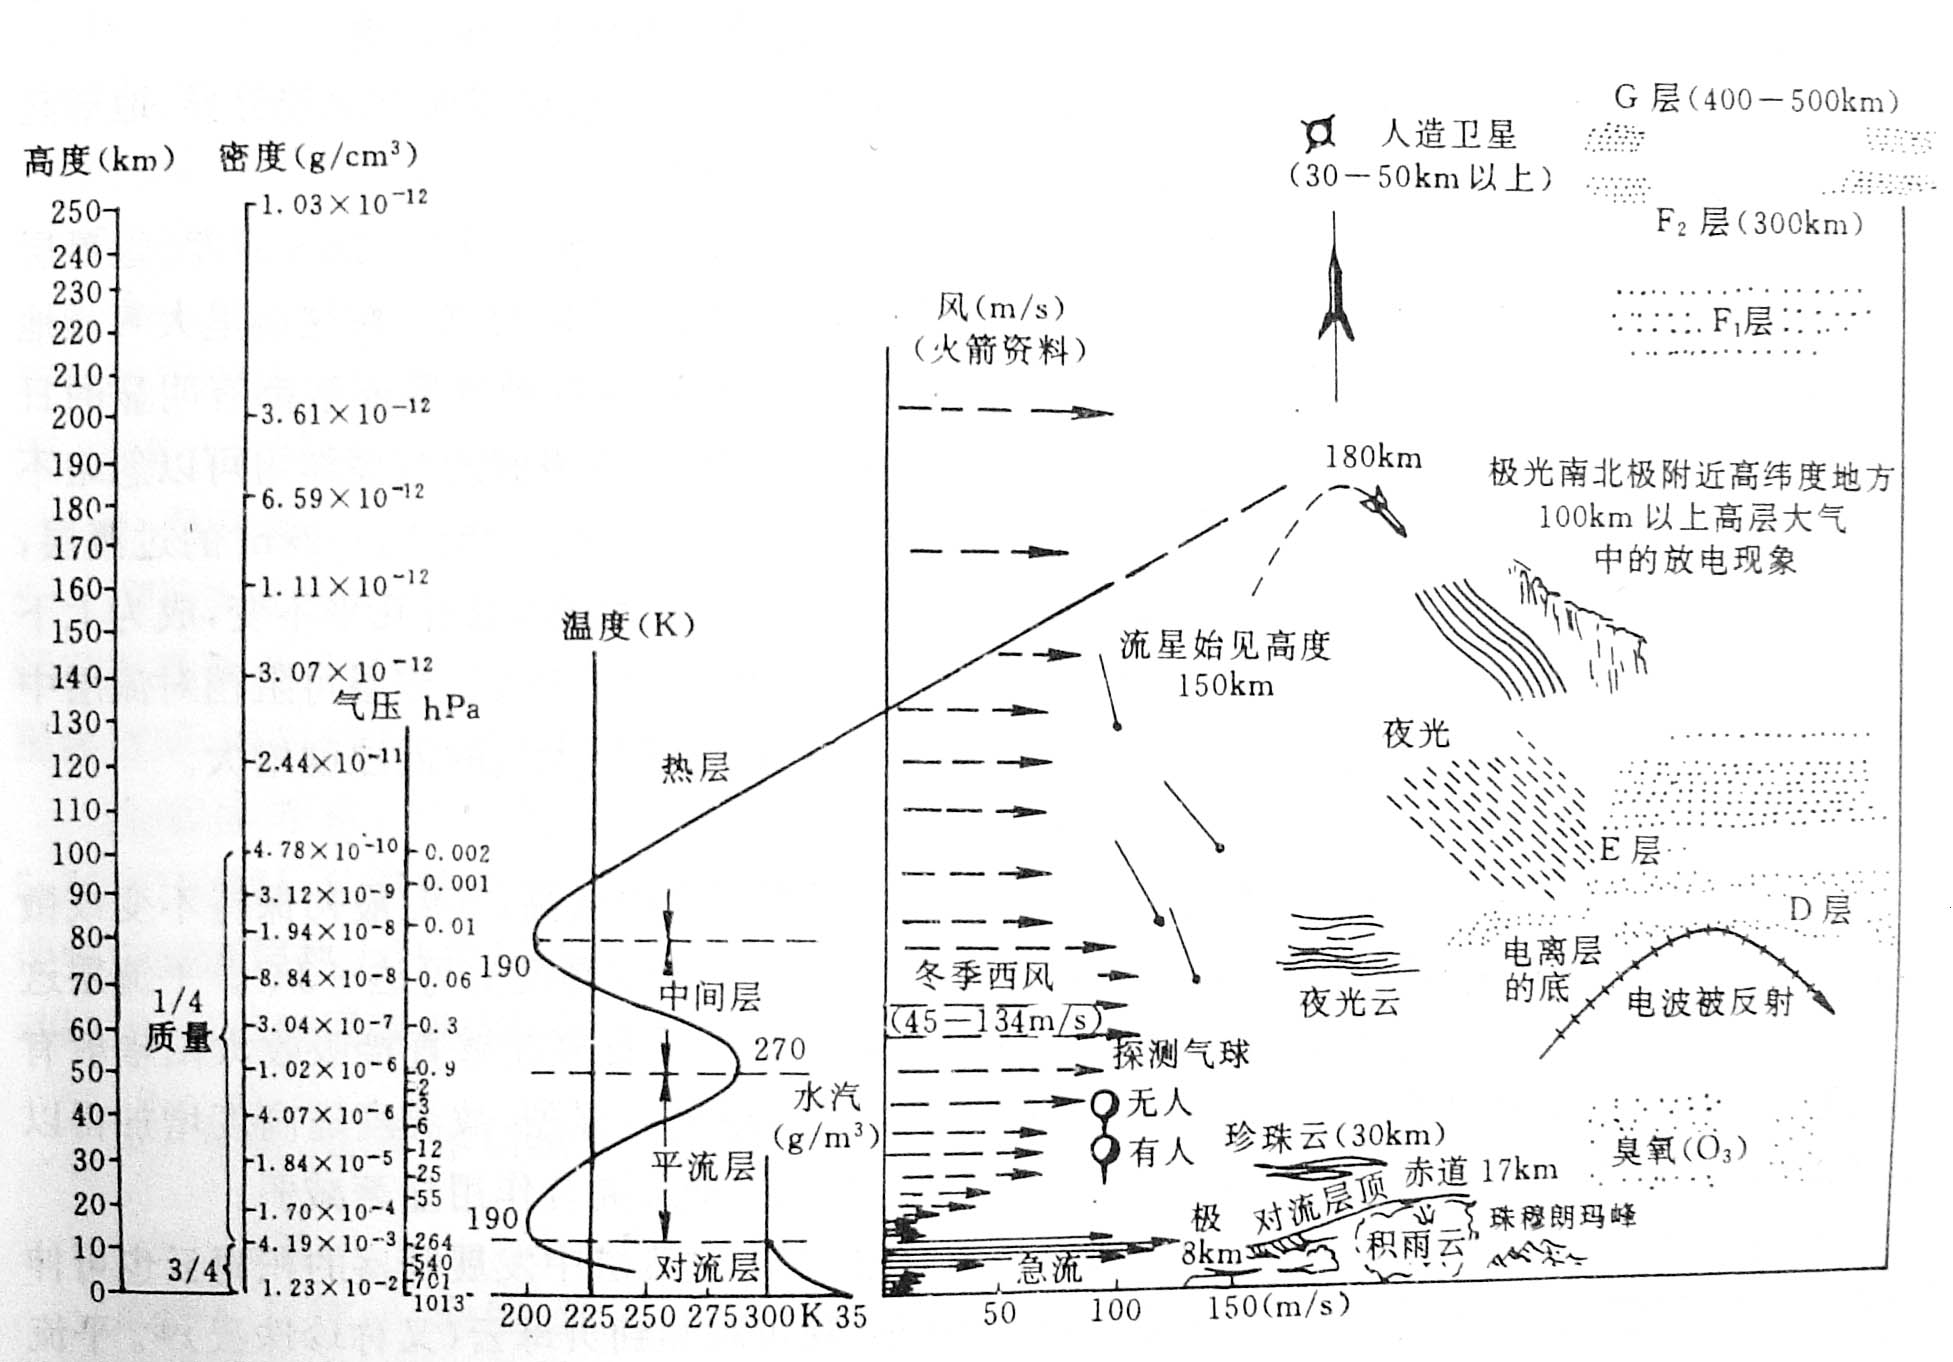 高度(km)
250
240
230
220
210
200
190
180
170
160
150
140
130
120
110
100
90
80
70
60
50
40
30
20
10
0
1/4
质量
3/4
密度(g/cm³)
1.03×10⁻¹²
3.61×10⁻¹²
6.59×10⁻¹²
1.11×10⁻¹²
3.07×10⁻¹²
2.44×10⁻¹¹
4.78×10⁻¹⁰
3.12×10⁻⁹
1.94×10⁻⁸
8.84×10⁻⁸
3.04×10⁻⁷
1.02×10⁻⁶
4.07×10⁻⁶
1.84×10⁻⁵
1.70×10⁻⁴
4.19×10⁻³
1.23×10⁻²
气压 hPa
0.002
0.001
0.01
0.06
0.3
0.9
2
3
6
12
25
55
264
540
701
1013
温度(K)
热层
190
中间层
270
平流层
190
对流层
200 225 250 275 300 K 35
水汽
(g/m³)
风(m/s)
(火箭资料)
冬季西风
(45－134m/s)
急流
50 100 150(m/s)
人造卫星
(30－50km以上)
180km
流星始见高度
150km
探测气球
无人
有人
极
8km
对流层顶
赤道 17km
珍珠云(30km)
积雨云
珠穆朗玛峰
夜光云
夜光
极光南北极附近高纬度地方
100km以上高层大气
中的放电现象
G 层(400－500km)
F₂ 层(300km)
F₁层
E 层
D 层
电离层
的底
电波被反射
臭氧(O₃)